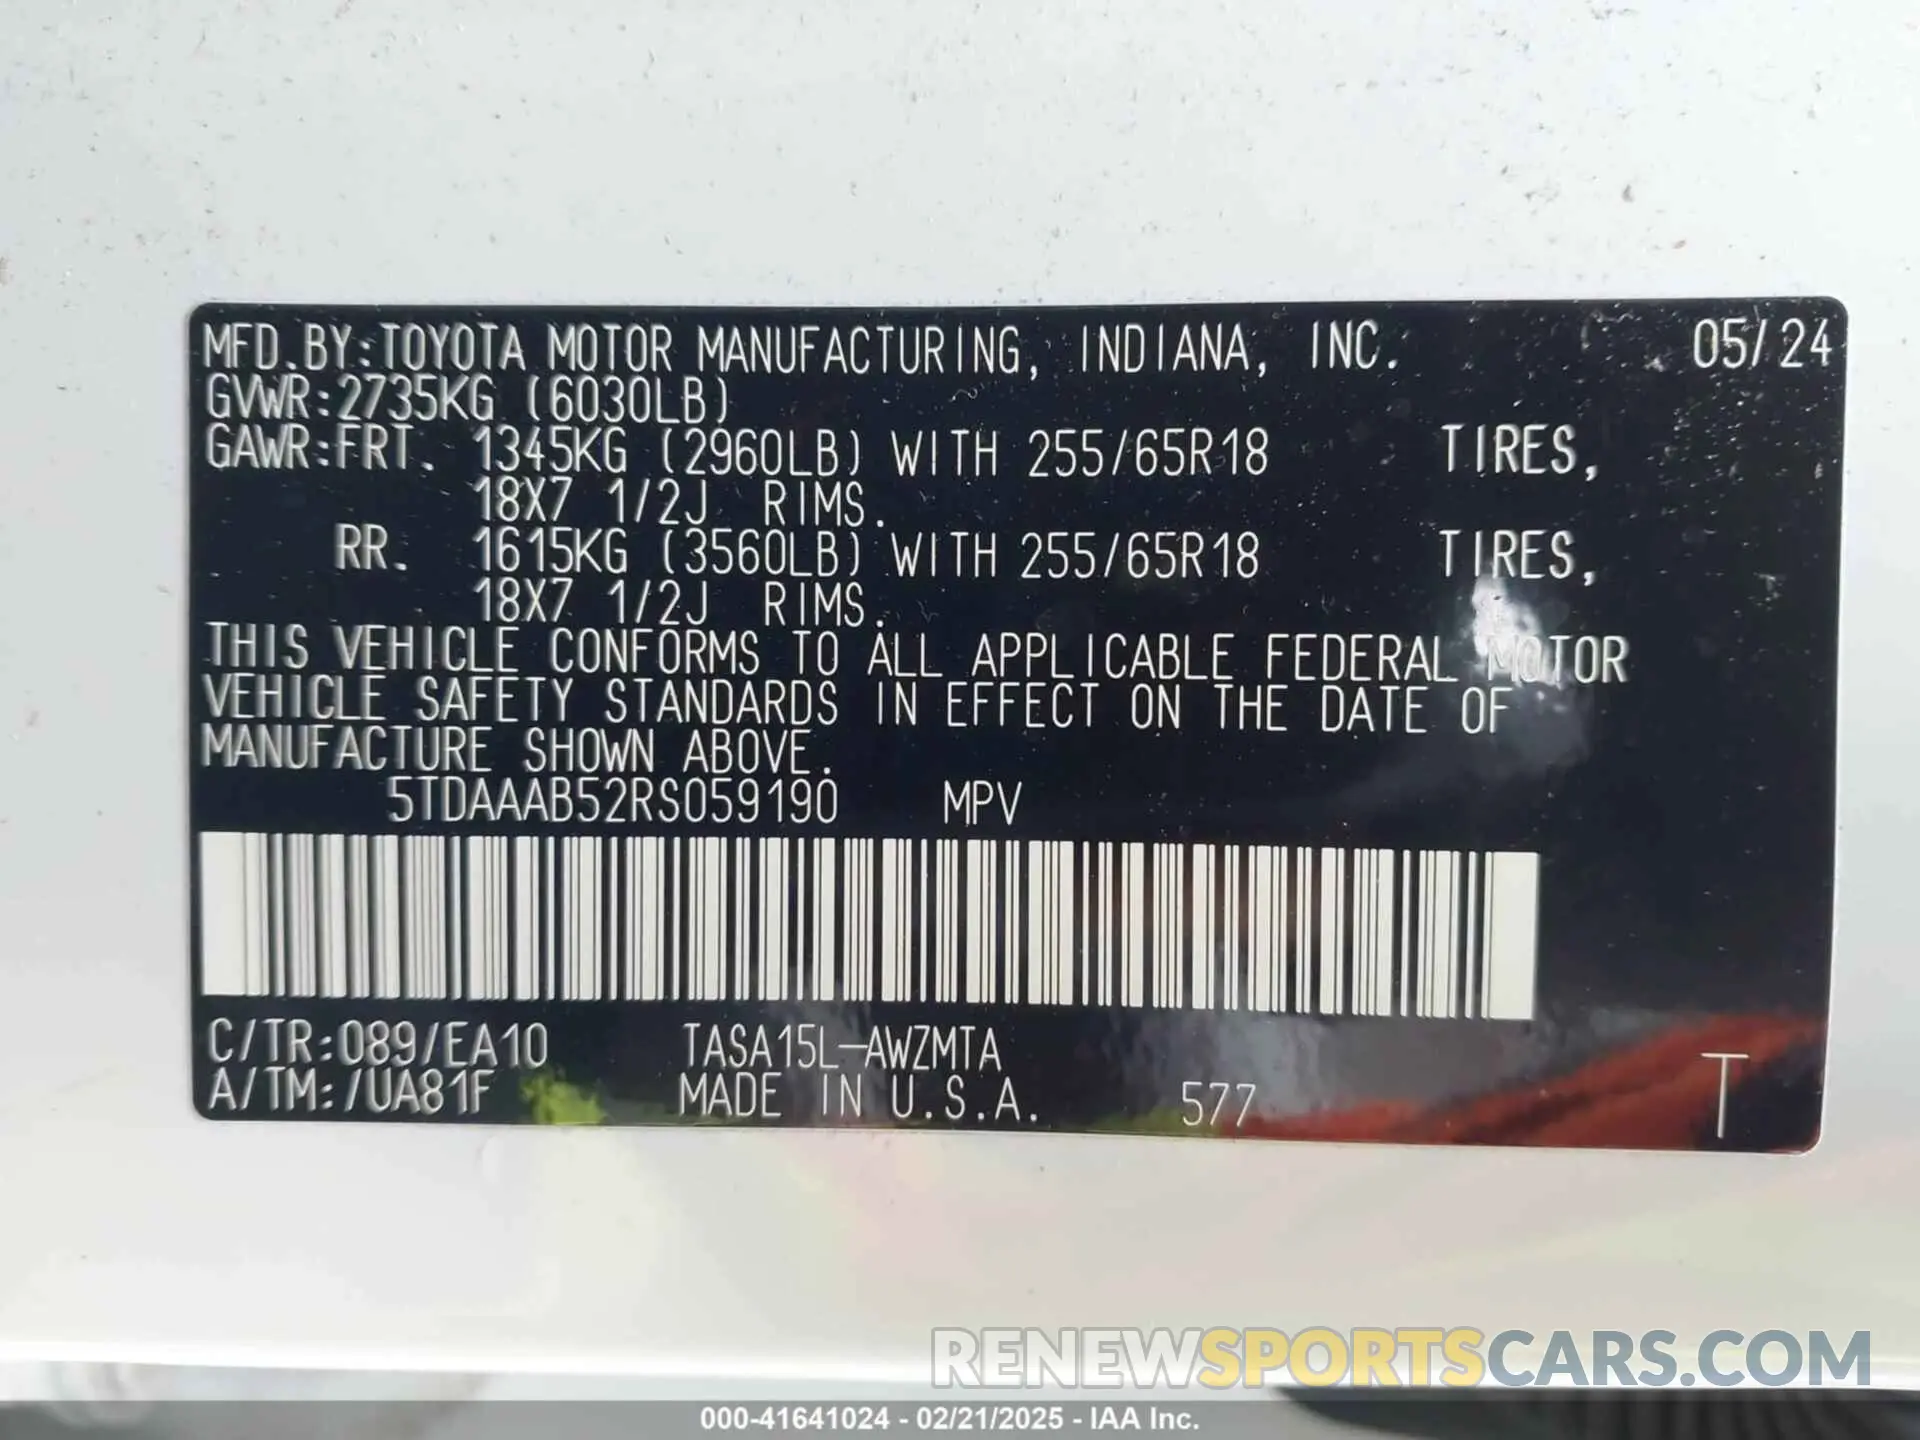 MFD.BY:TOYOTA MOTOR MANUFACTURING, INDIANA, INC. 05/24
GVWR:2735KG (6030LB)
GAWR:FRT. 1345KG (2960LB) WITH 255/65R18 TIRES,
18X7 1/2J RIMS.
RR. 1615KG (3560LB) WITH 255/65R18 TIRES,
18X7 1/2J RIMS.
THIS VEHICLE CONFORMS TO ALL APPLICABLE FEDERAL MOTOR
VEHICLE SAFETY STANDARDS IN EFFECT ON THE DATE OF
MANUFACTURE SHOWN ABOVE.
5TDAAAB52RS059190 MPV
C/TR:089/EA10 TASA15L-AWZMTA
A/TM:/UA81F MADE IN U.S.A. 577 T
RENEWSPORTSCARS.COM
000-41641024 - 02/21/2025 - IAA Inc.